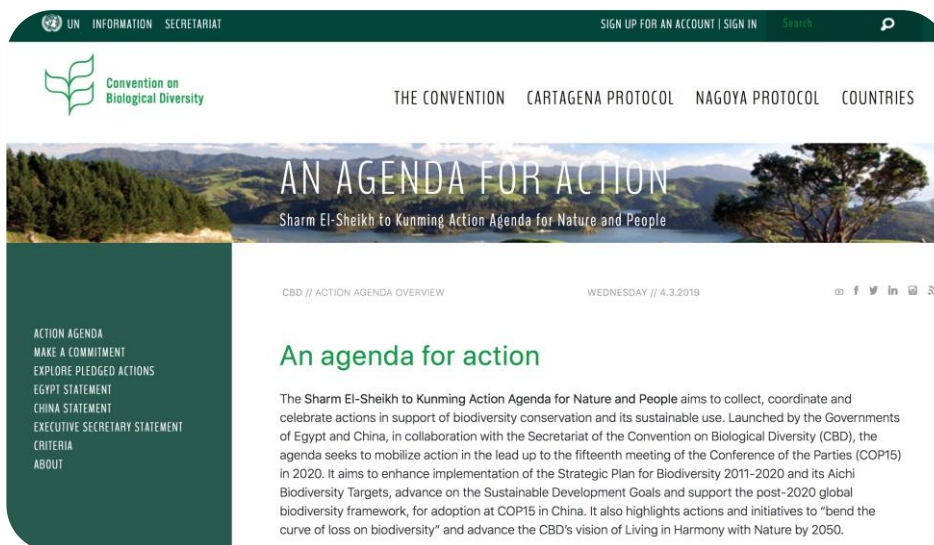 UN INFORMATION SECRETARIAT
SIGN UP FOR AN ACCOUNT | SIGN IN
Search
Convention on
Biological Diversity
THE CONVENTION CARTAGENA PROTOCOL NAGOYA PROTOCOL COUNTRIES
AN AGENDA FOR ACTION
Sharm El-Sheikh to Kunming Action Agenda for Nature and People
CBD // ACTION AGENDA OVERVIEW
WEDNESDAY // 4.3.2019
ACTION AGENDA
MAKE A COMMITMENT
EXPLORE PLEDGED ACTIONS
EGYPT STATEMENT
CHINA STATEMENT
EXECUTIVE SECRETARY STATEMENT
CRITERIA
ABOUT
An agenda for action
The Sharm El-Sheikh to Kunming Action Agenda for Nature and People aims to collect, coordinate and
celebrate actions in support of biodiversity conservation and its sustainable use. Launched by the Governments
of Egypt and China, in collaboration with the Secretariat of the Convention on Biological Diversity (CBD), the
agenda seeks to mobilize action in the lead up to the fifteenth meeting of the Conference of the Parties (COP15)
in 2020. It aims to enhance implementation of the Strategic Plan for Biodiversity 2011-2020 and its Aichi
Biodiversity Targets, advance on the Sustainable Development Goals and support the post-2020 global
biodiversity framework, for adoption at COP15 in China. It also highlights actions and initiatives to “bend the
curve of loss on biodiversity” and advance the CBD’s vision of Living in Harmony with Nature by 2050.